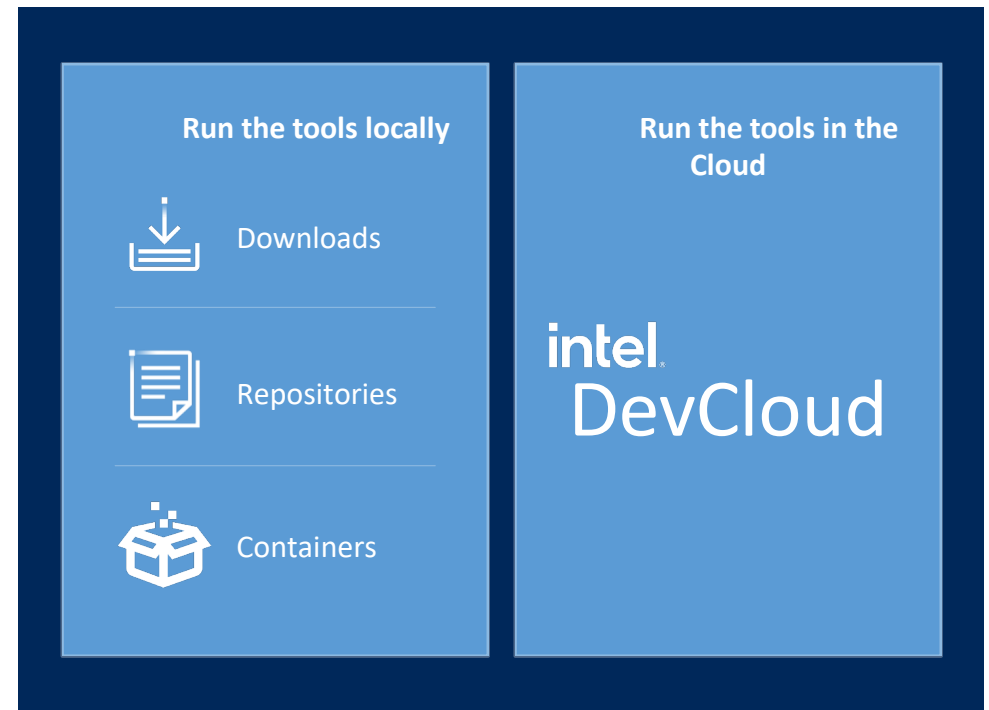 Run the tools locally
Downloads
Repositories
Containers
Run the tools in the
Cloud
intel.
DevCloud